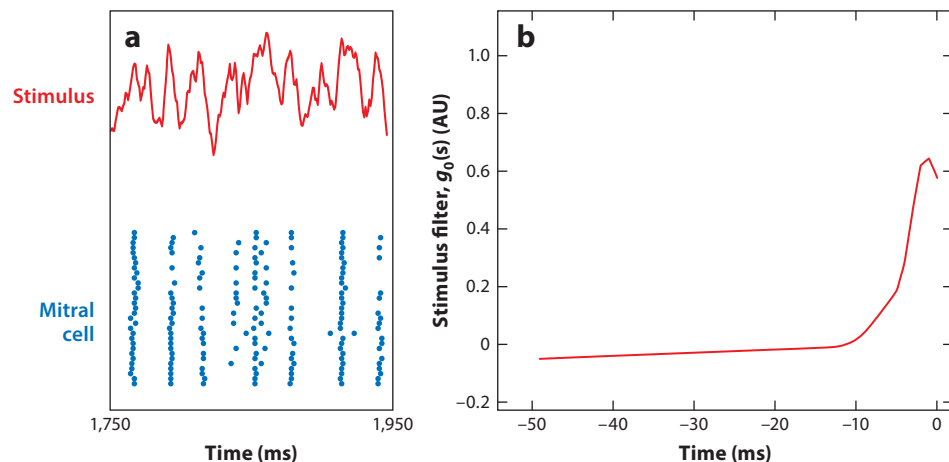 a
Stimulus
Mitral
cell
1,750
1,950
Time (ms)
b
Stimulus filter, g₀(s) (AU)
1.0
0.8
0.6
0.4
0.2
0
−0.2
−50
−40
−30
−20
−10
0
Time (ms)